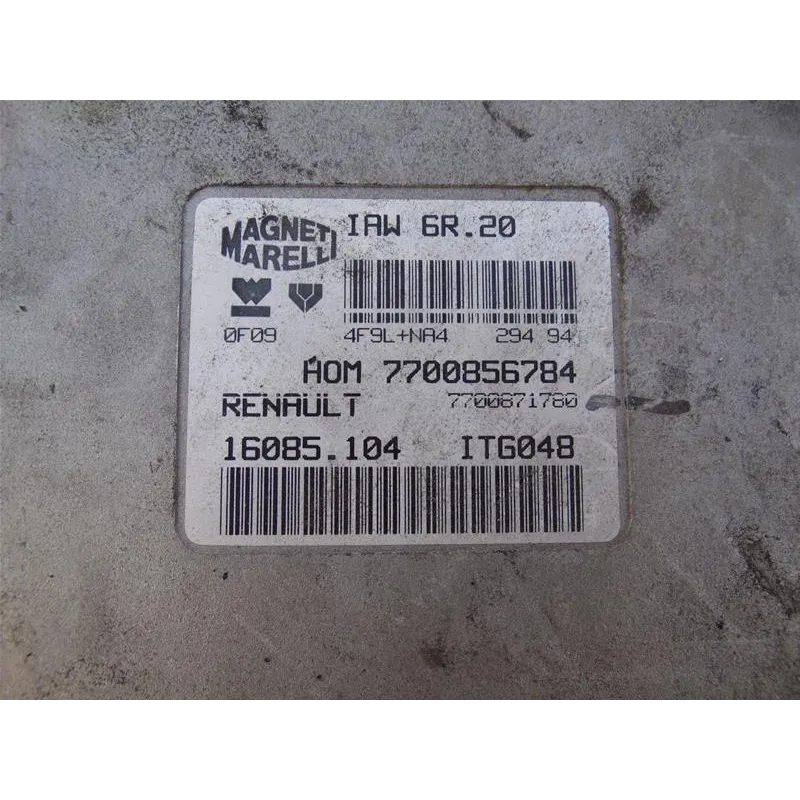 MAGNETI MARELLI
IAW 6R.20
0F09 4F9L+NA4 294 94
HOM 7700856784
RENAULT 7700871780
16085.104 ITG048